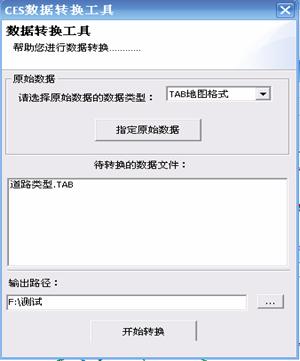 CES数据转换工具
数据转换工具
帮助您进行数据转换............
原始数据
请选择原始数据的数据类型：
TAB地图格式
指定原始数据
待转换的数据文件：
道路类型.TAB
输出路径：
F:\测试
...
开始转换